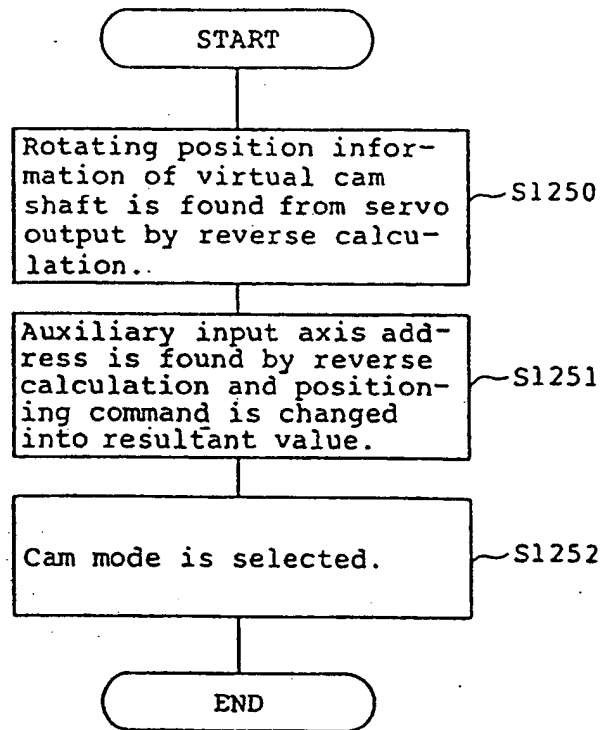 START
Rotating position infor-
mation of virtual cam
shaft is found from servo
output by reverse calcu-
lation..
S1250
Auxiliary input axis add-
ress is found by reverse
calculation and position-
ing command is changed
into resultant value.
S1251
Cam mode is selected.
S1252
END